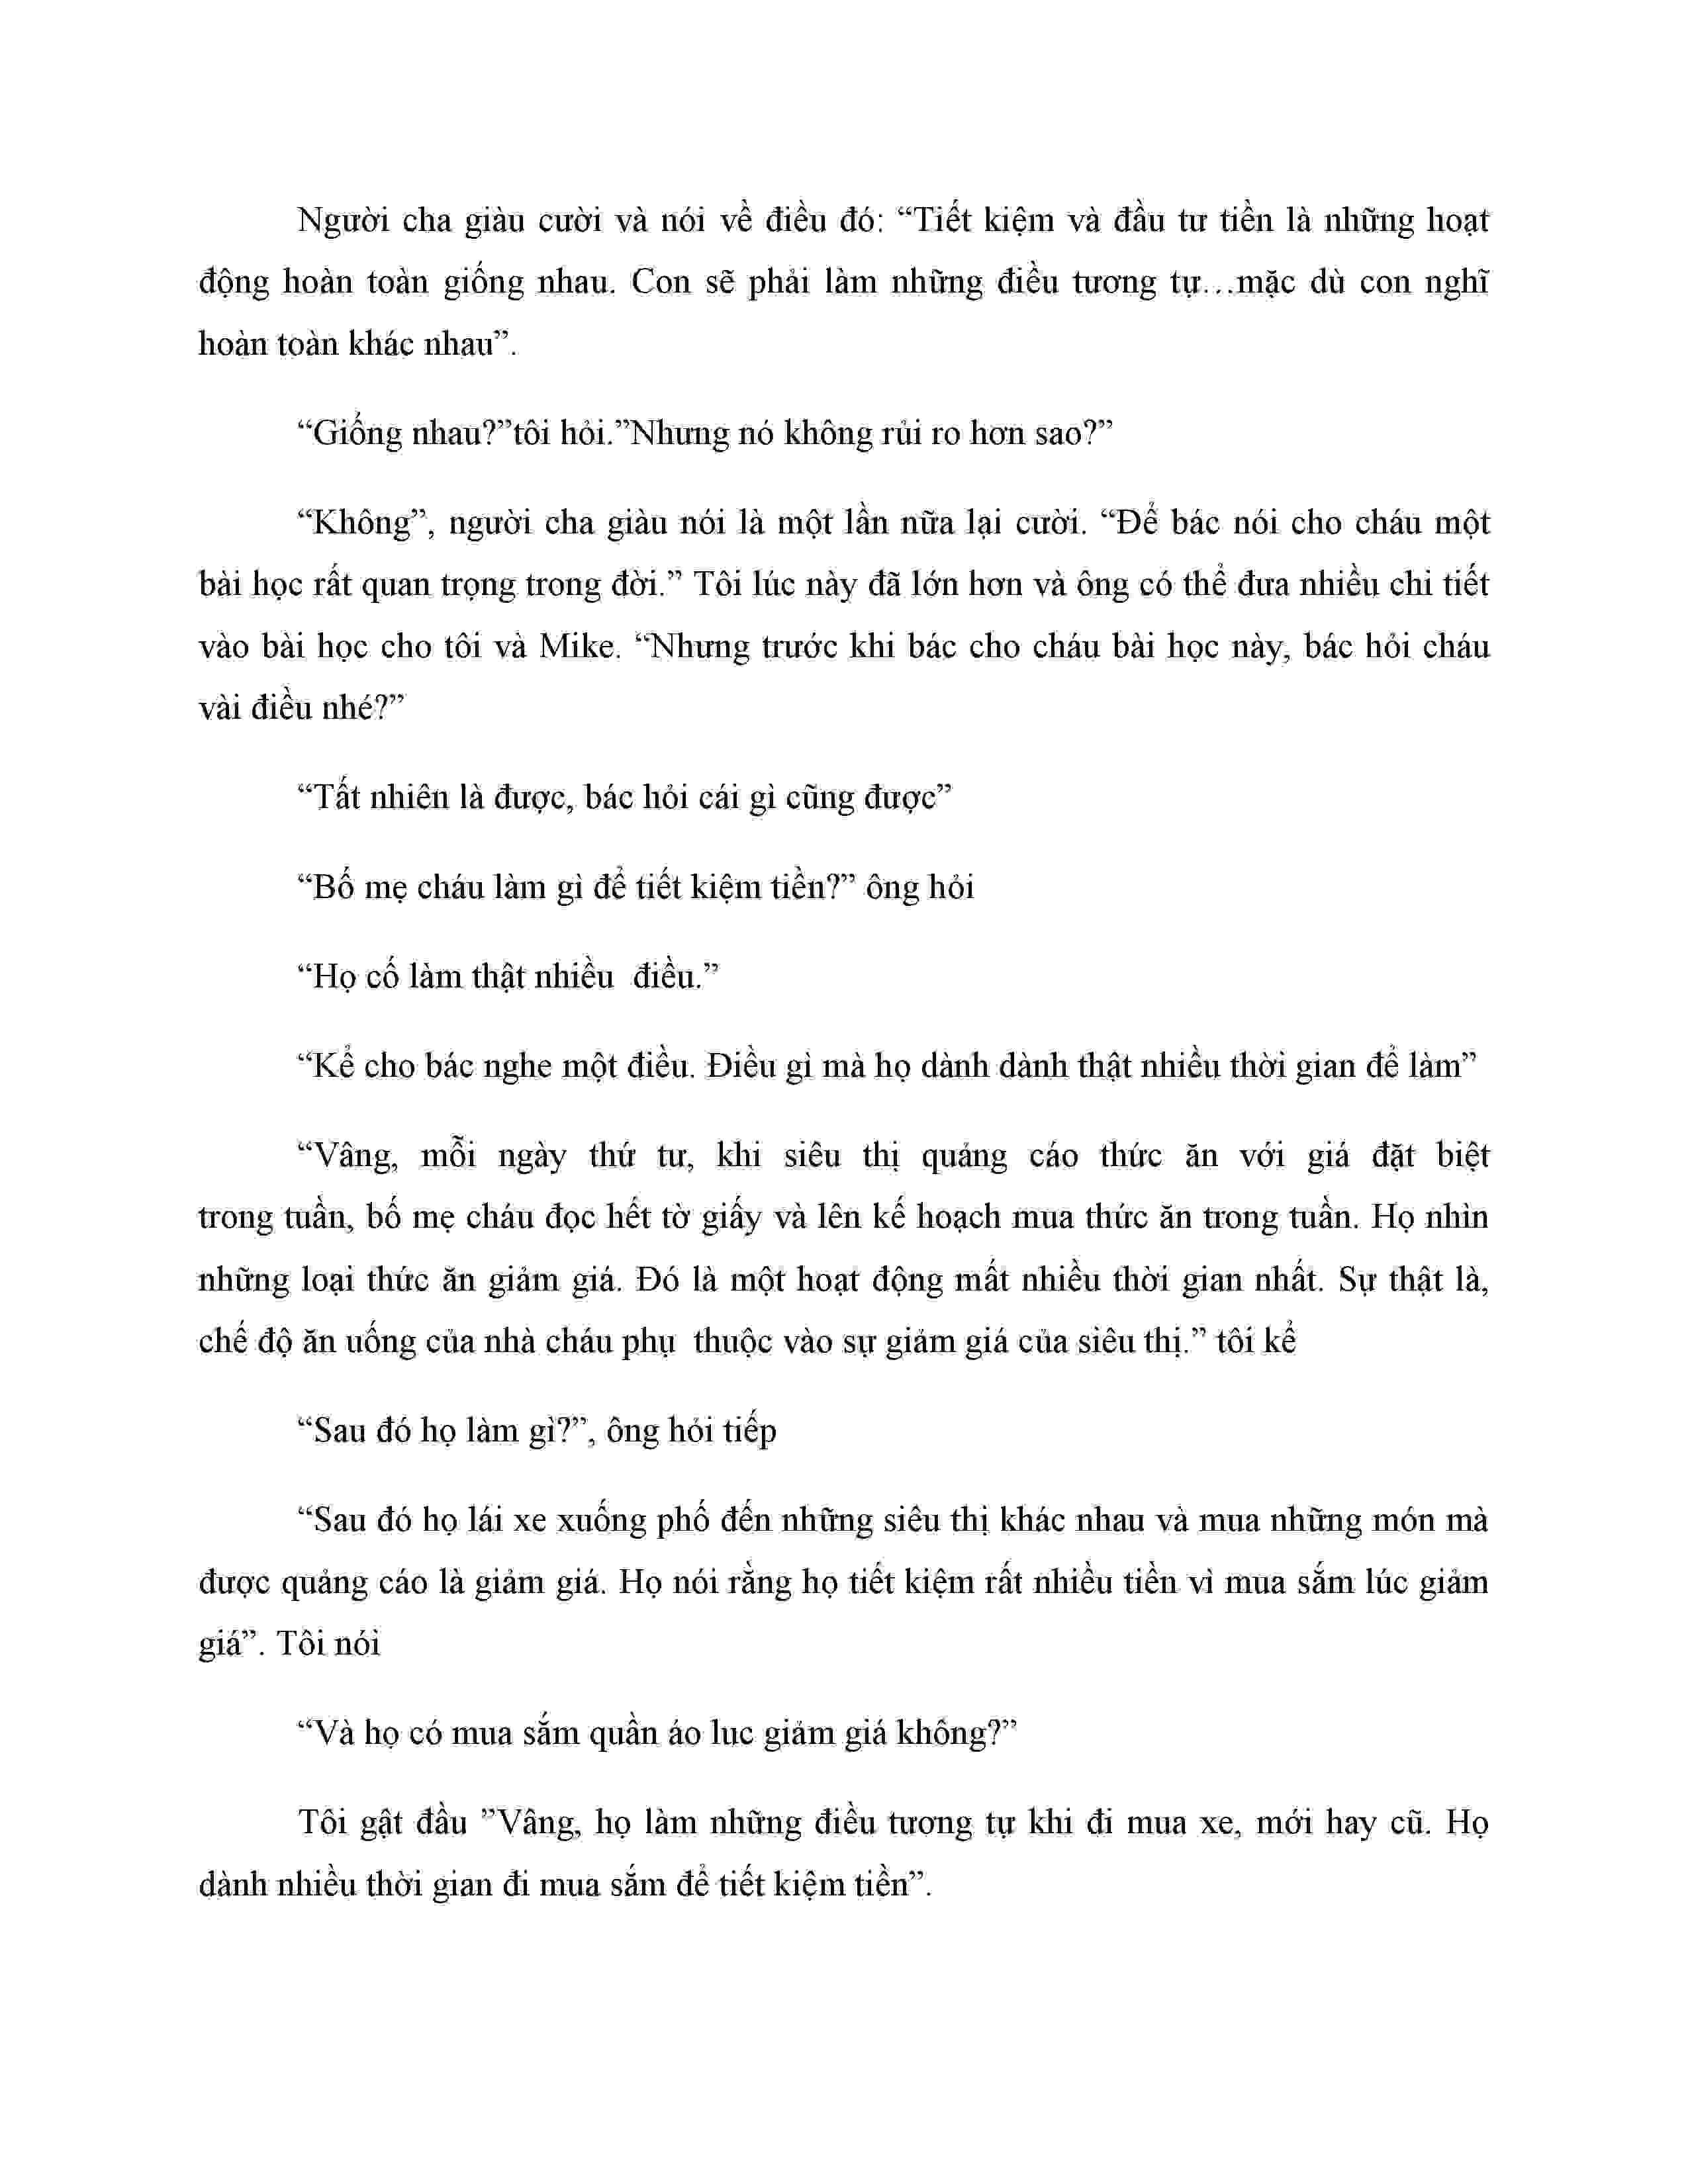 Người cha giàu cười và nói về điều đó: “Tiết kiệm và đầu tư tiền là những hoạt
động hoàn toàn giống nhau. Con sẽ phải làm những điều tương tự…mặc dù con nghĩ
hoàn toàn khác nhau”.
“Giống nhau?”tôi hỏi.”Nhưng nó không rủi ro hơn sao?”
“Không”, người cha giàu nói là một lần nữa lại cười. “Để bác nói cho cháu một
bài học rất quan trọng trong đời.” Tôi lúc này đã lớn hơn và ông có thể đưa nhiều chi tiết
vào bài học cho tôi và Mike. “Nhưng trước khi bác cho cháu bài học này, bác hỏi cháu
vài điều nhé?”
“Tất nhiên là được, bác hỏi cái gì cũng được”
“Bố mẹ cháu làm gì để tiết kiệm tiền?” ông hỏi
“Họ cố làm thật nhiều  điều.”
“Kể cho bác nghe một điều. Điều gì mà họ dành dành thật nhiều thời gian để làm”
“Vâng, mỗi ngày thứ tư, khi siêu thị quảng cáo thức ăn với giá đặt biệt
trong tuần, bố mẹ cháu đọc hết tờ giấy và lên kế hoạch mua thức ăn trong tuần. Họ nhìn
những loại thức ăn giảm giá. Đó là một hoạt động mất nhiều thời gian nhất. Sự thật là,
chế độ ăn uống của nhà cháu phụ  thuộc vào sự giảm giá của siêu thị.” tôi kể
“Sau đó họ làm gì?”, ông hỏi tiếp
“Sau đó họ lái xe xuống phố đến những siêu thị khác nhau và mua những món mà
được quảng cáo là giảm giá. Họ nói rằng họ tiết kiệm rất nhiều tiền vì mua sắm lúc giảm
giá”. Tôi nói
“Và họ có mua sắm quần áo luc giảm giá không?”
Tôi gật đầu ”Vâng, họ làm những điều tương tự khi đi mua xe, mới hay cũ. Họ
dành nhiều thời gian đi mua sắm để tiết kiệm tiền”.